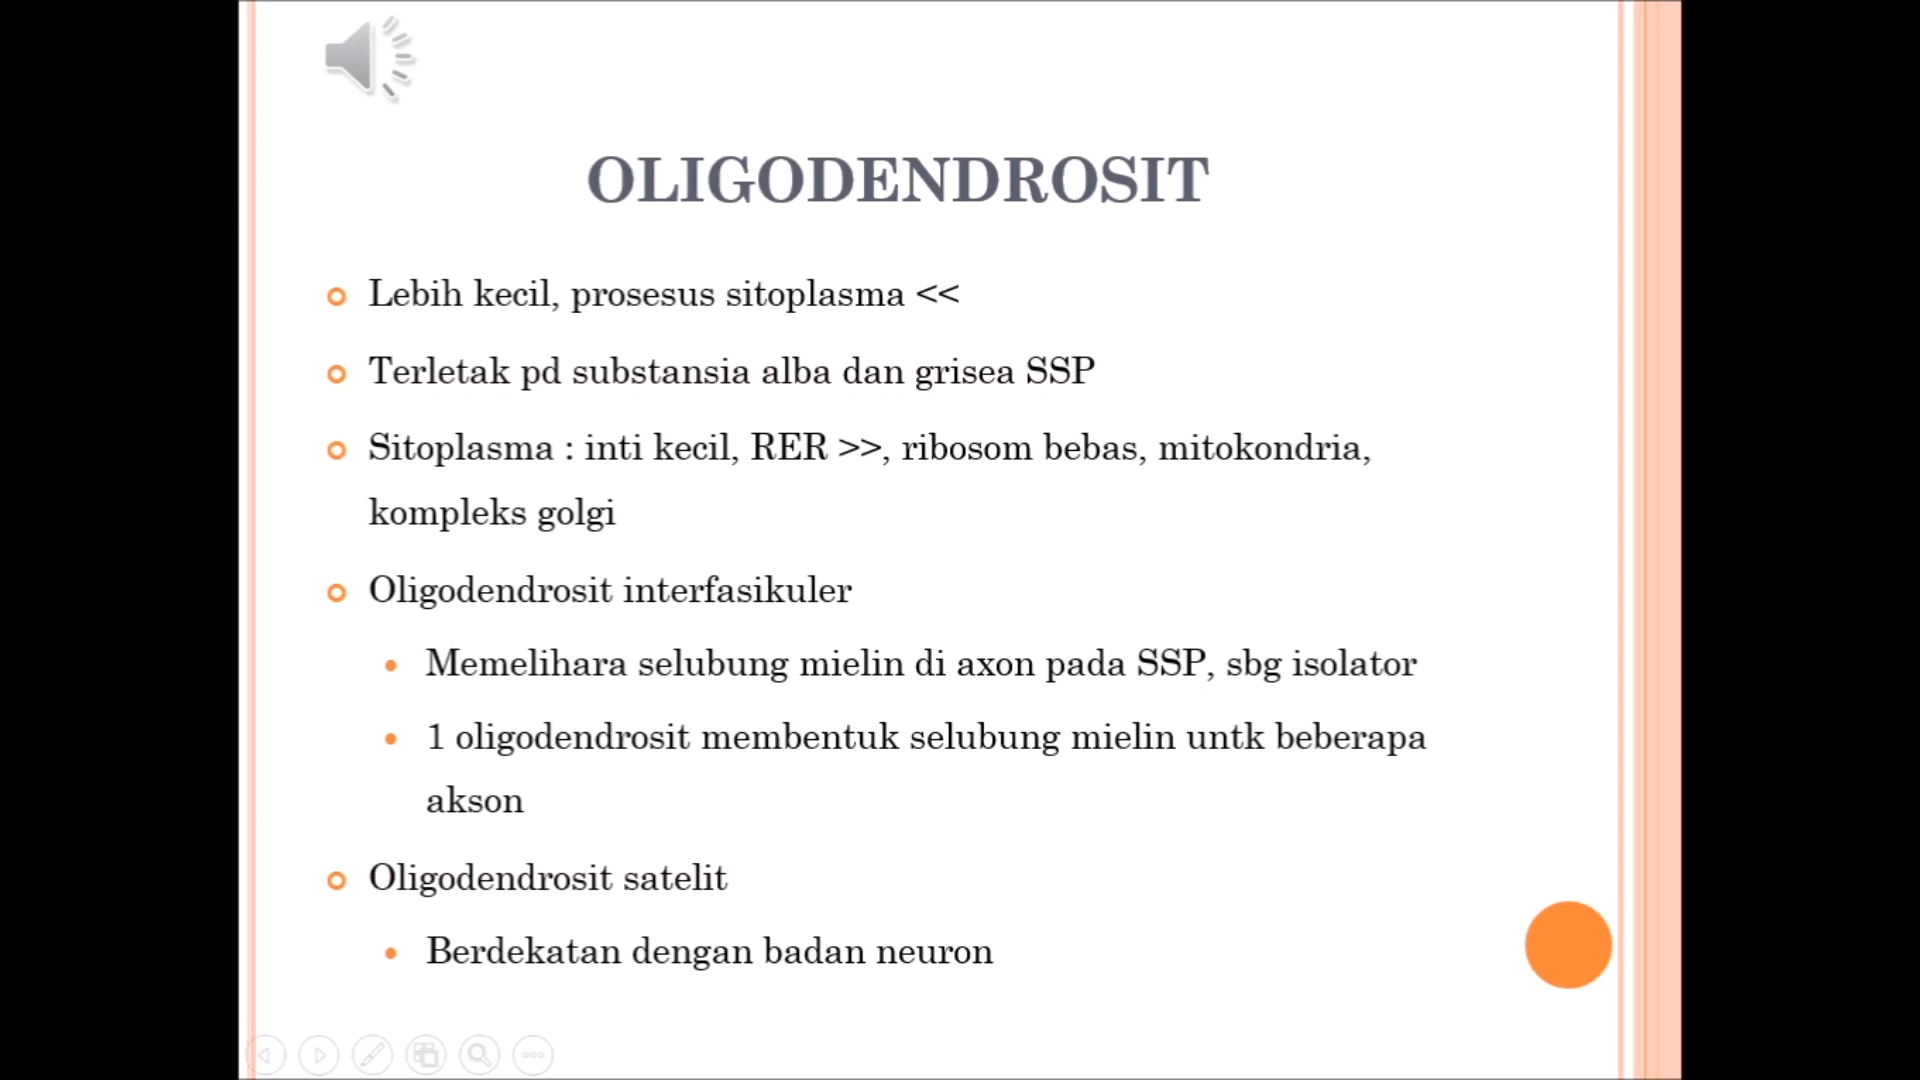 OLIGODENDROSIT
Lebih kecil, prosesus sitoplasma <<
Terletak pd substansia alba dan grisea SSP
Sitoplasma : inti kecil, RER >>, ribosom bebas, mitokondria,
kompleks golgi
Oligodendrosit interfasikuler
Memelihara selubung mielin di axon pada SSP, sbg isolator
1 oligodendrosit membentuk selubung mielin untk beberapa
akson
Oligodendrosit satelit
Berdekatan dengan badan neuron